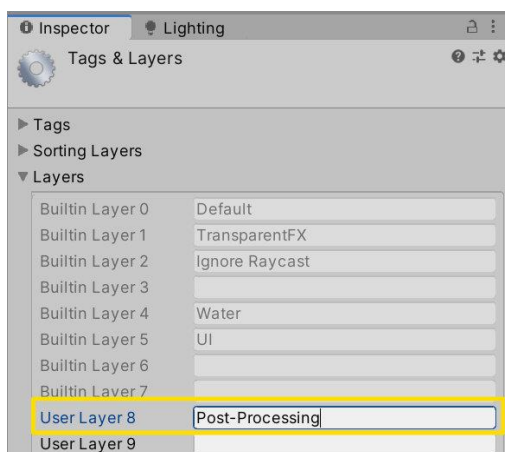 Inspector Lighting
Tags & Layers
Tags
Sorting Layers
Layers
Builtin Layer 0 Default
Builtin Layer 1 TransparentFX
Builtin Layer 2 Ignore Raycast
Builtin Layer 3
Builtin Layer 4 Water
Builtin Layer 5 UI
Builtin Layer 6
Builtin Layer 7
User Layer 8 Post-Processing
User Layer 9